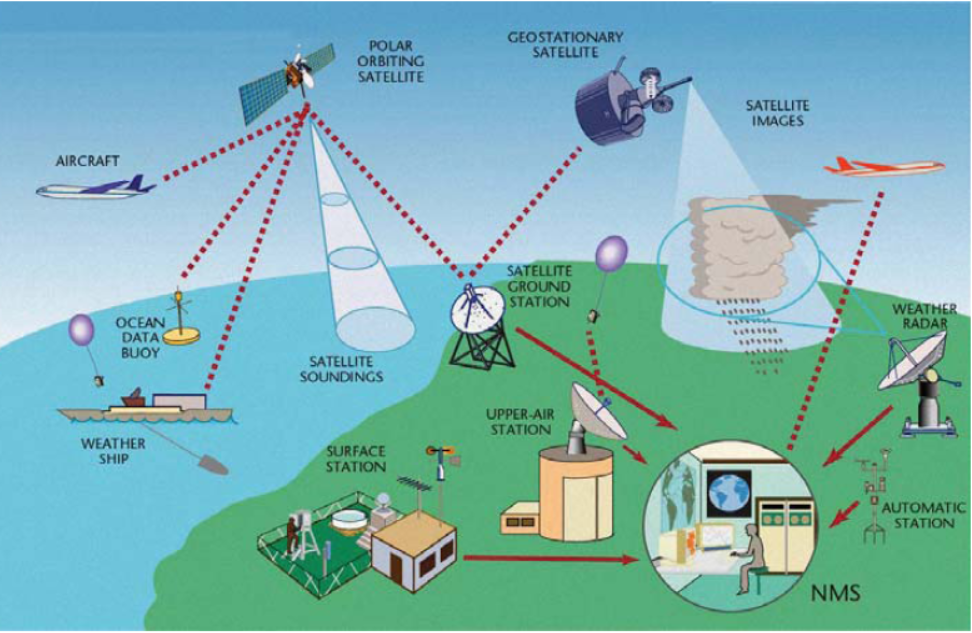 POLAR
ORBITING
SATELLITE
GEOSTATIONARY
SATELLITE
SATELLITE
IMAGES
AIRCRAFT
SATELLITE
GROUND
STATION
OCEAN
DATA
BUOY
WEATHER
RADAR
SATELLITE
SOUNDINGS
UPPER-AIR
STATION
WEATHER
SHIP
SURFACE
STATION
AUTOMATIC
STATION
NMS